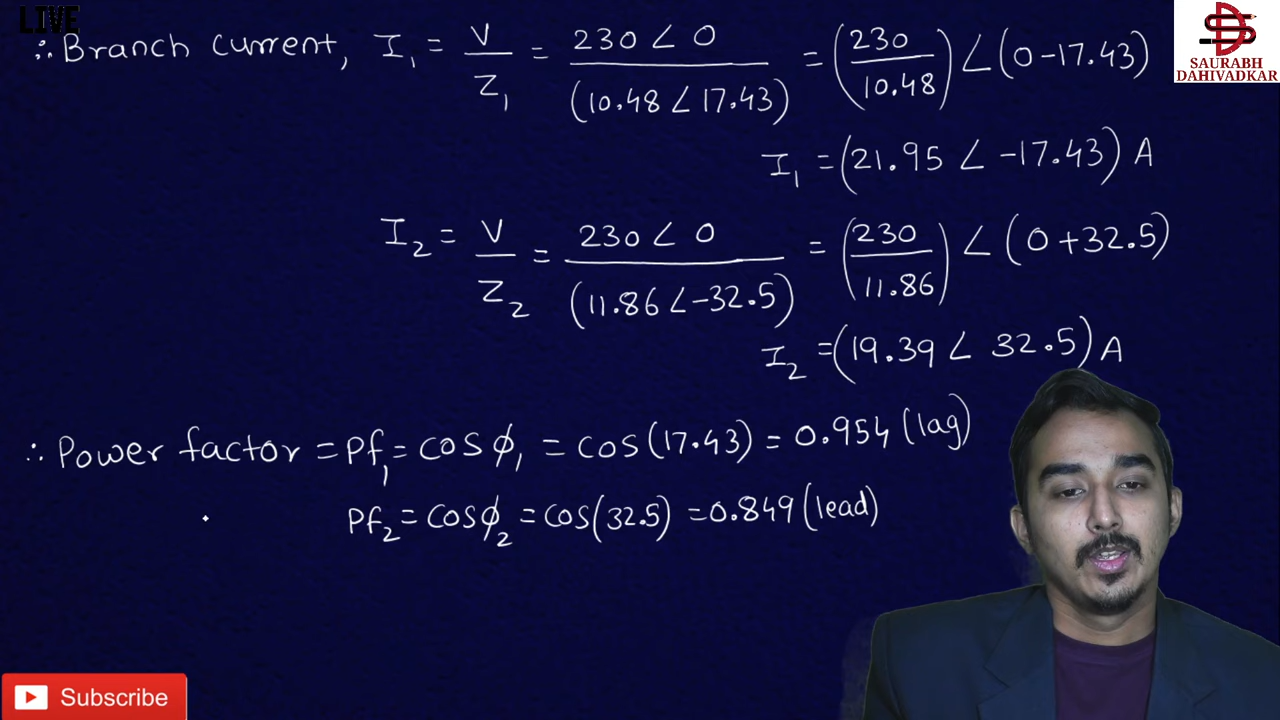 LIVE
SAURABH
DAHIVADKAR
∴ Branch current, I₁ = V/Z₁ = 230∠0/(10.48∠17.43) = (230/10.48)∠(0-17.43)
I₁ = (21.95∠-17.43) A
I₂ = V/Z₂ = 230∠0/(11.86∠-32.5) = (230/11.86)∠(0+32.5)
I₂ = (19.39∠32.5) A
∴ Power factor = Pf₁ = cosϕ₁ = cos(17.43) = 0.954 (lag)
Pf₂ = cosϕ₂ = cos(32.5) = 0.849 (lead)
Subscribe